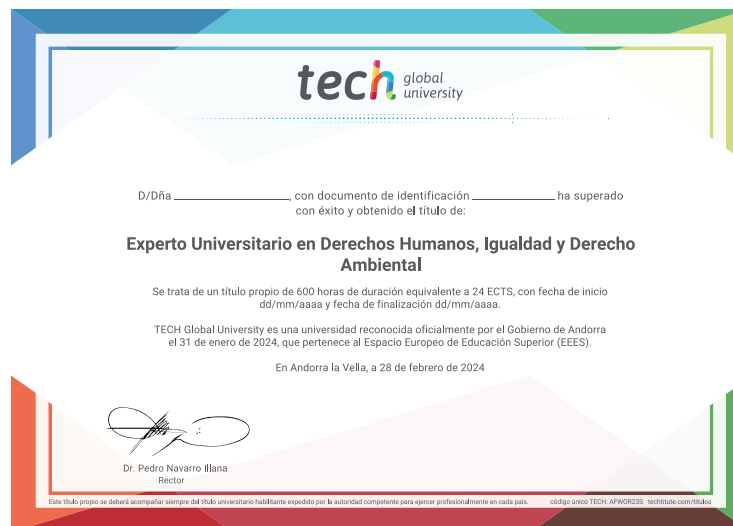 tech global
university
D/Dña ________________, con documento de identificación ____________ ha superado
con éxito y obtenido el título de:
Experto Universitario en Derechos Humanos, Igualdad y Derecho
Ambiental
Se trata de un título propio de 600 horas de duración equivalente a 24 ECTS, con fecha de inicio
dd/mm/aaaa y fecha de finalización dd/mm/aaaa.
TECH Global University es una universidad reconocida oficialmente por el Gobierno de Andorra
el 31 de enero de 2024, que pertenece al Espacio Europeo de Educación Superior (EEES).
En Andorra la Vella, a 28 de febrero de 2024
Dr. Pedro Navarro Illana
Rector
Este título propio se deberá acompañar siempre del título universitario habilitante expedido por la autoridad competente para ejercer profesionalmente en cada país. código único TECH: AFWOR23S techtitute.com/titulos